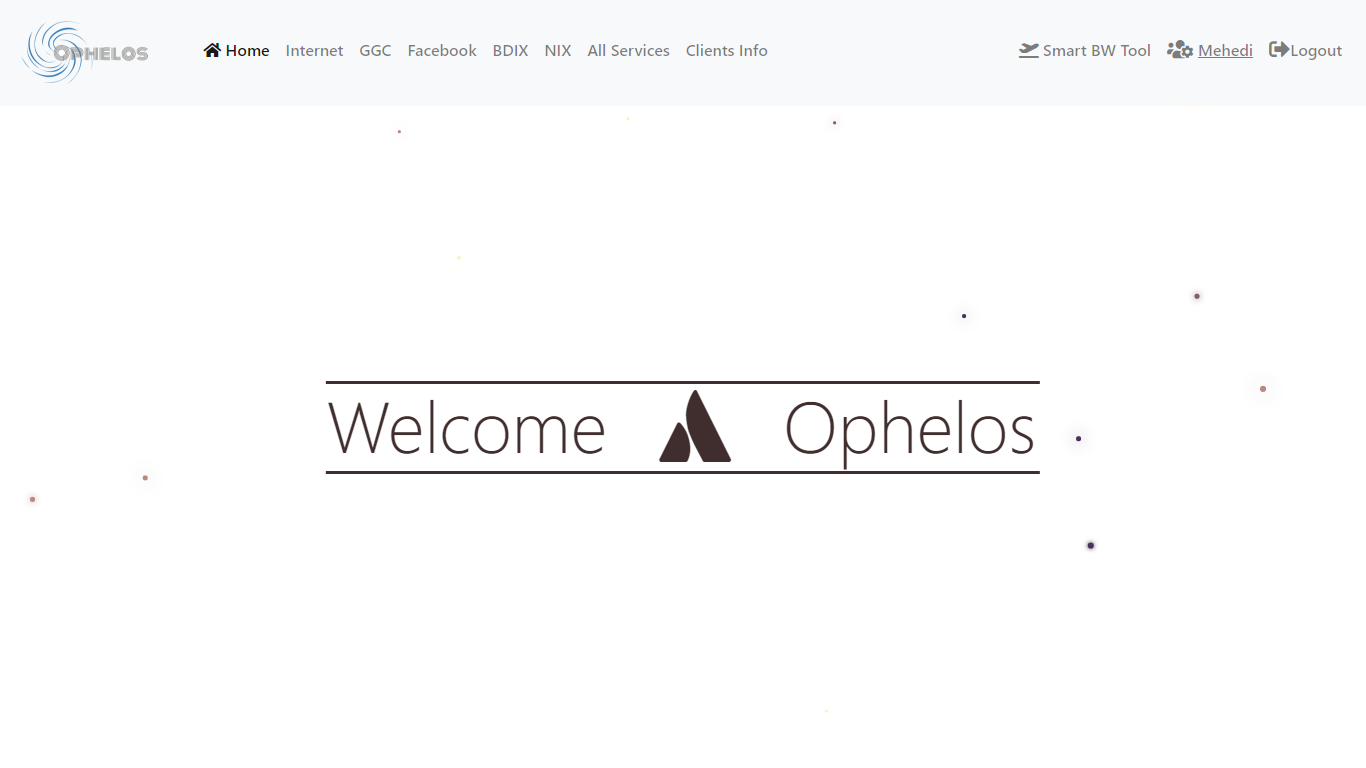 OPHELOS
Home Internet GGC Facebook BDIX NIX All Services Clients Info Smart BW Tool Mehedi Logout
Welcome Ophelos